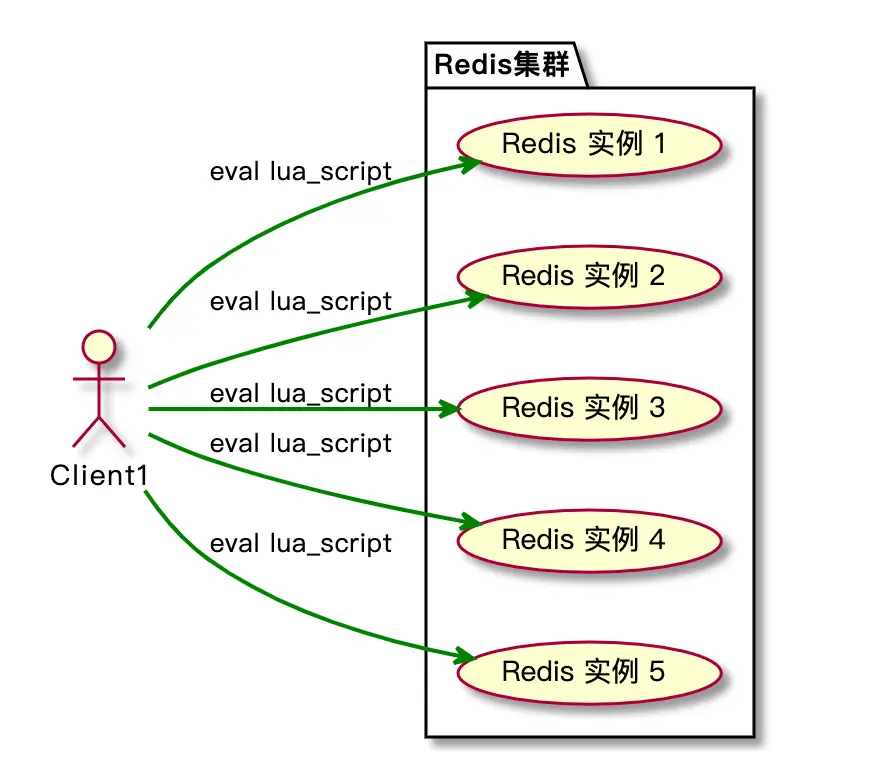 Redis集群
eval lua_script
Redis 实例 1
eval lua_script
Redis 实例 2
eval lua_script
Redis 实例 3
eval lua_script
Client1
Redis 实例 4
eval lua_script
Redis 实例 5